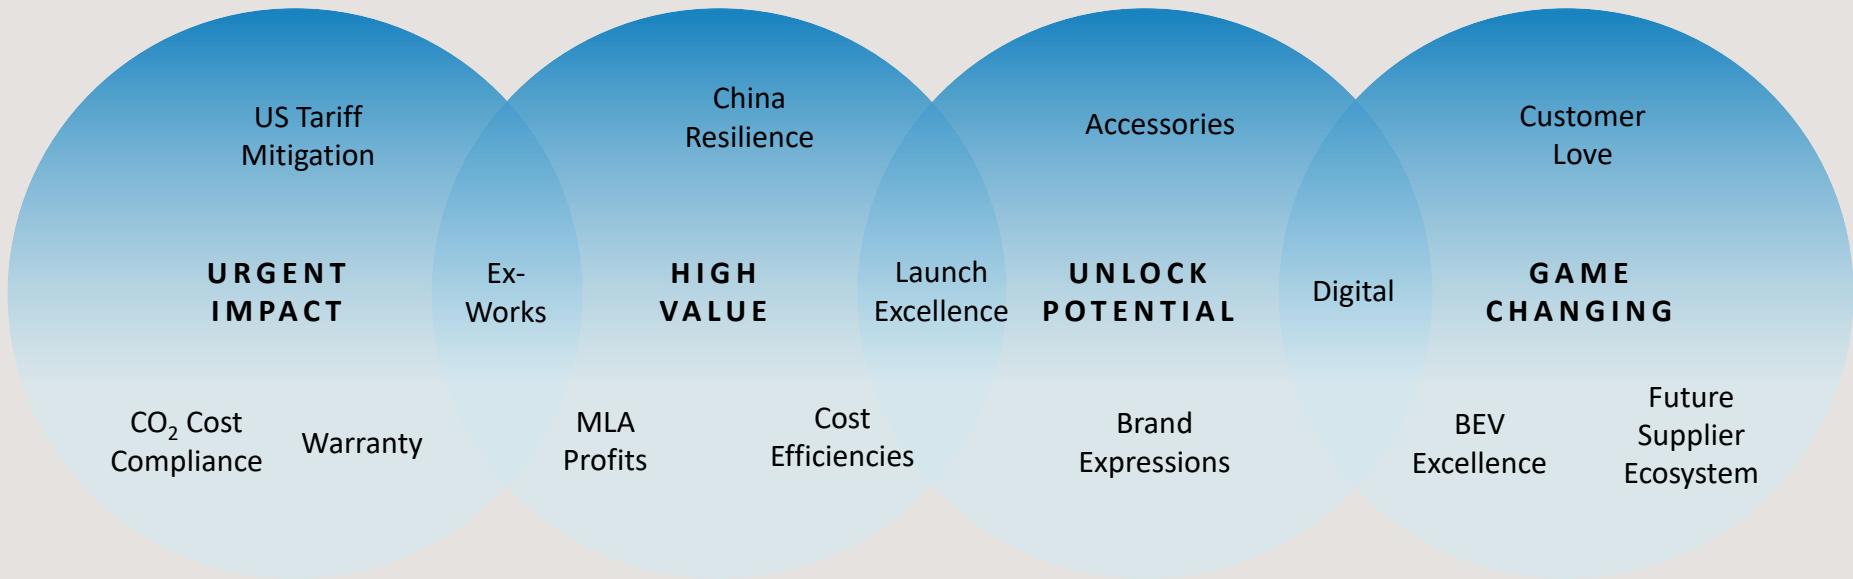 US Tariff
Mitigation
URGENT
IMPACT
CO₂ Cost
Compliance
Warranty
Ex-
Works
China
Resilience
HIGH
VALUE
MLA
Profits
Cost
Efficiencies
Launch
Excellence
Accessories
UNLOCK
POTENTIAL
Brand
Expressions
Digital
Customer
Love
GAME
CHANGING
BEV
Excellence
Future
Supplier
Ecosystem